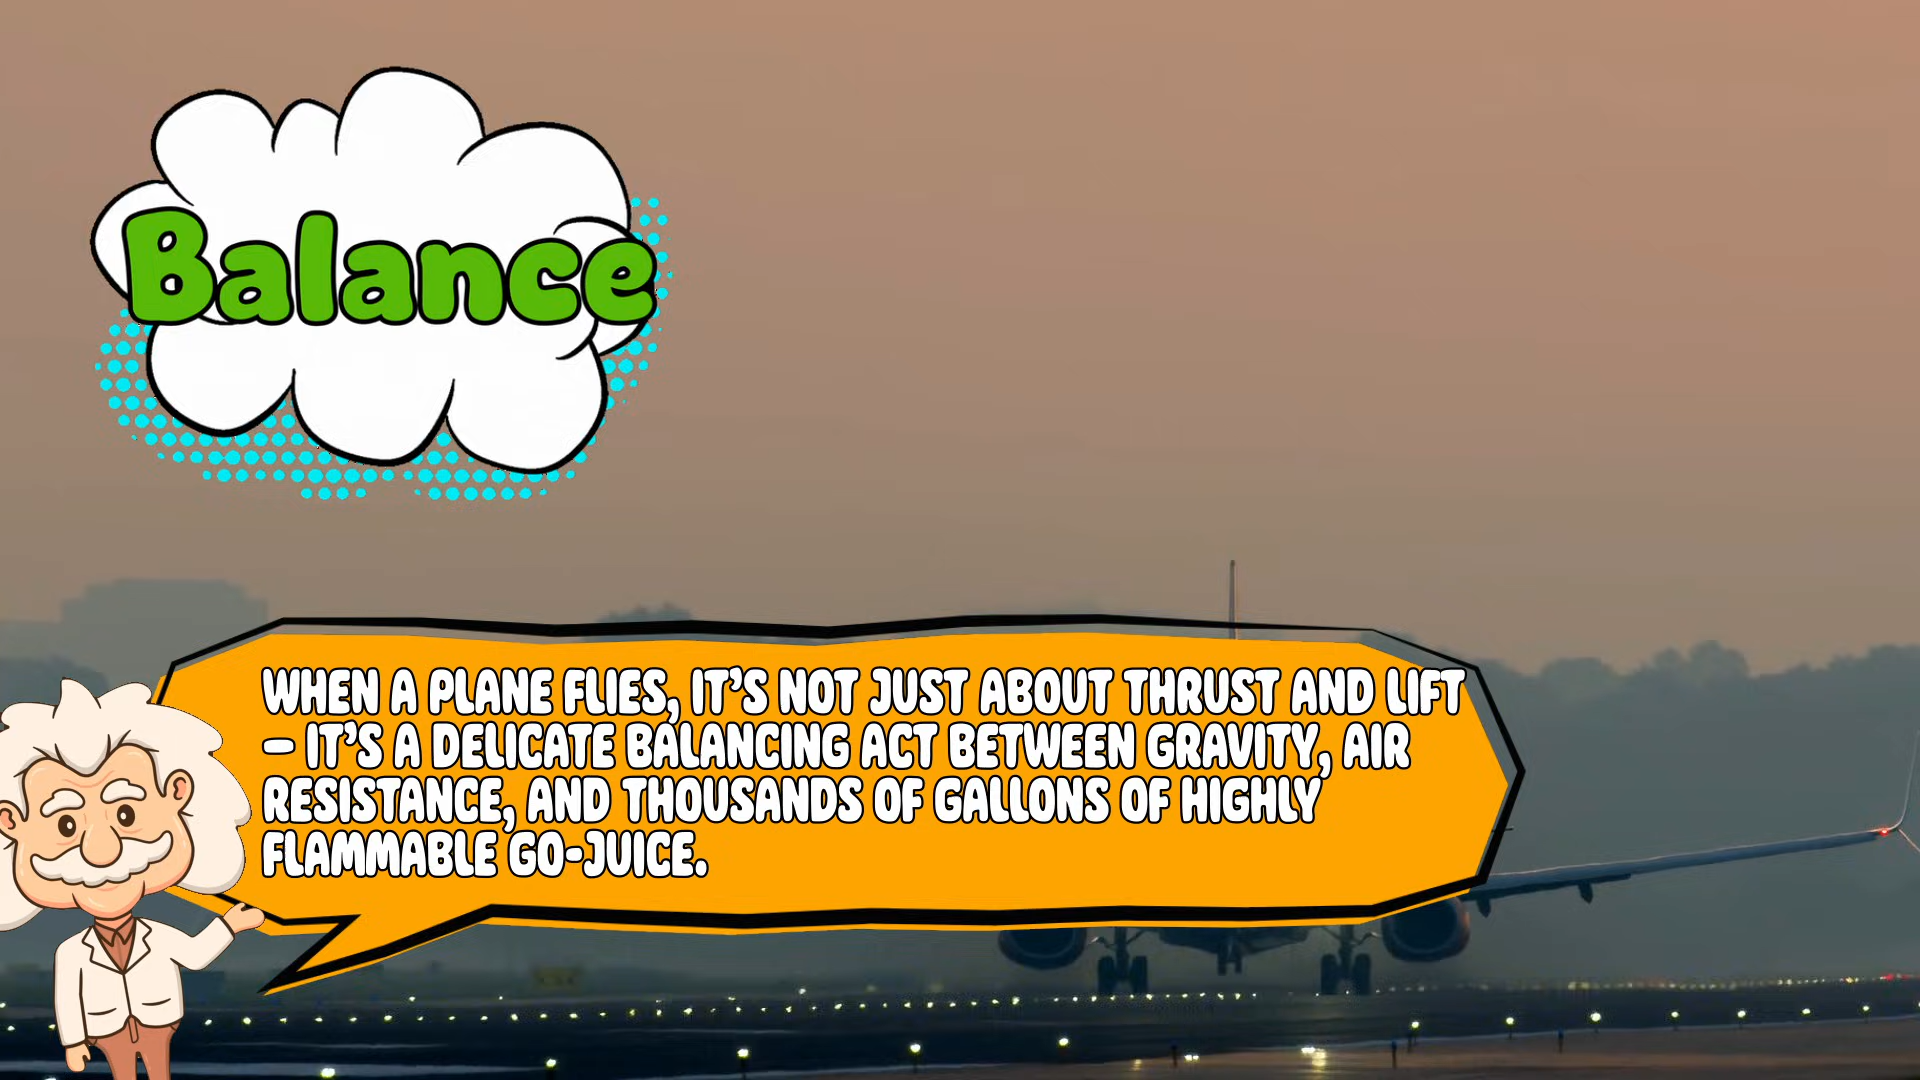 Balance
WHEN A PLANE FLIES, IT'S NOT JUST ABOUT THRUST AND LIFT
– IT'S A DELICATE BALANCING ACT BETWEEN GRAVITY, AIR
RESISTANCE, AND THOUSANDS OF GALLONS OF HIGHLY
FLAMMABLE GO-JUICE.